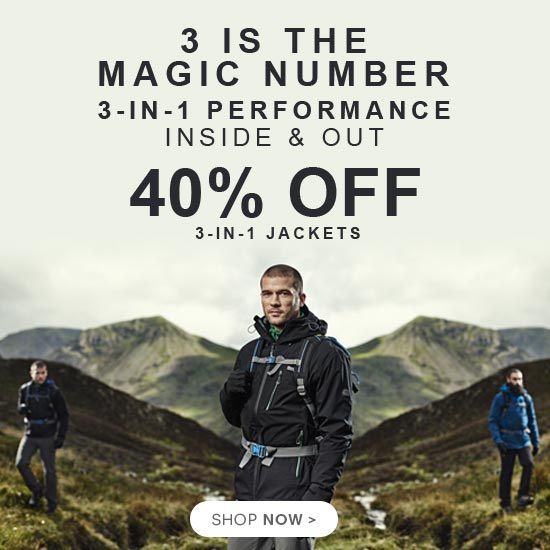 3 IS THE
MAGIC NUMBER
3-IN-1 PERFORMANCE
INSIDE & OUT
40% OFF
3-IN-1 JACKETS
SHOP NOW >